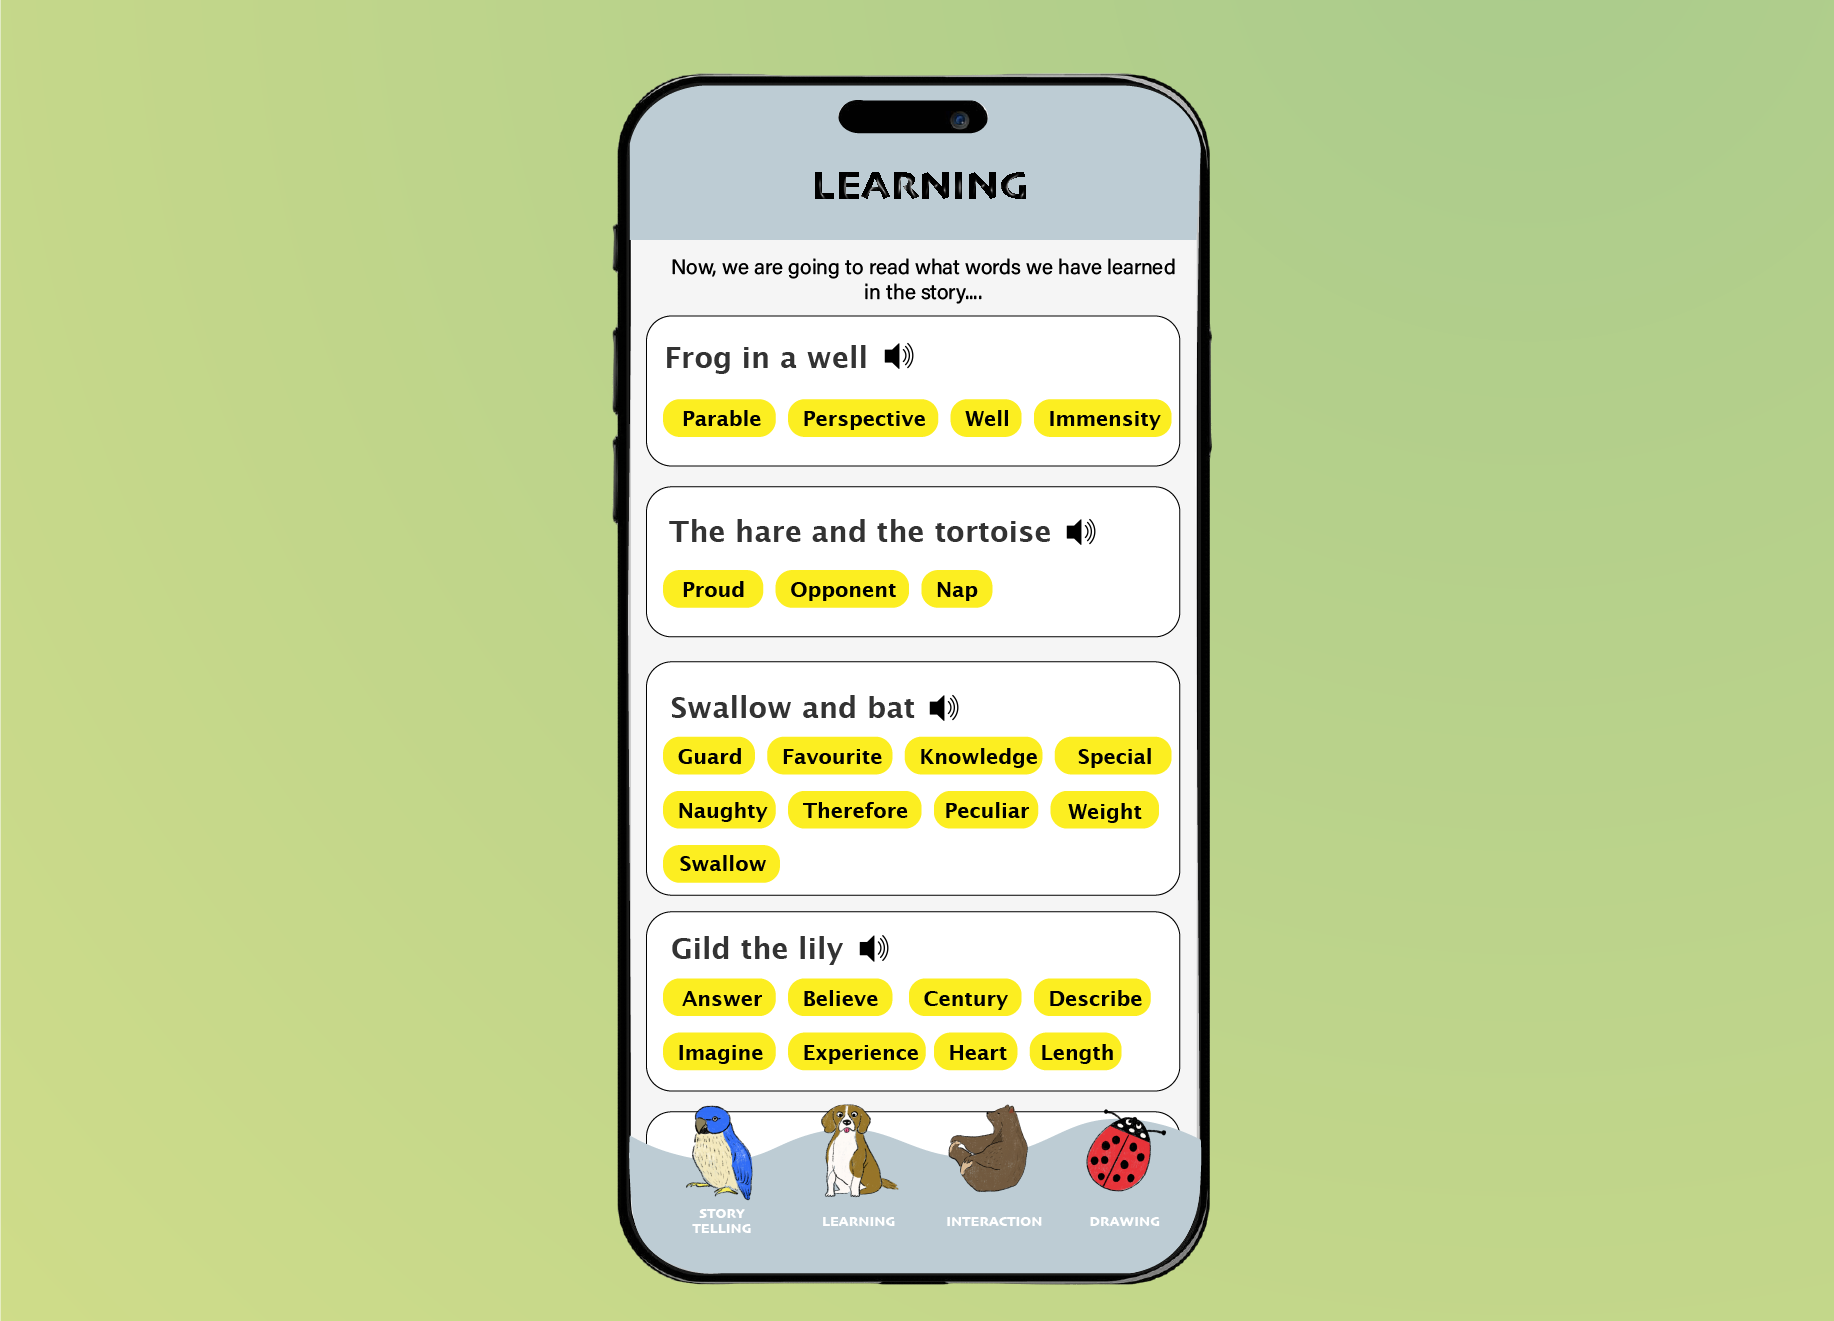 LEARNING
Now, we are going to read what words we have learned
in the story....
Frog in a well
Parable Perspective Well Immensity
The hare and the tortoise
Proud Opponent Nap
Swallow and bat
Guard Favourite Knowledge Special
Naughty Therefore Peculiar Weight
Swallow
Gild the lily
Answer Believe Century Describe
Imagine Experience Heart Length
STORY
TELLING
LEARNING
INTERACTION
DRAWING